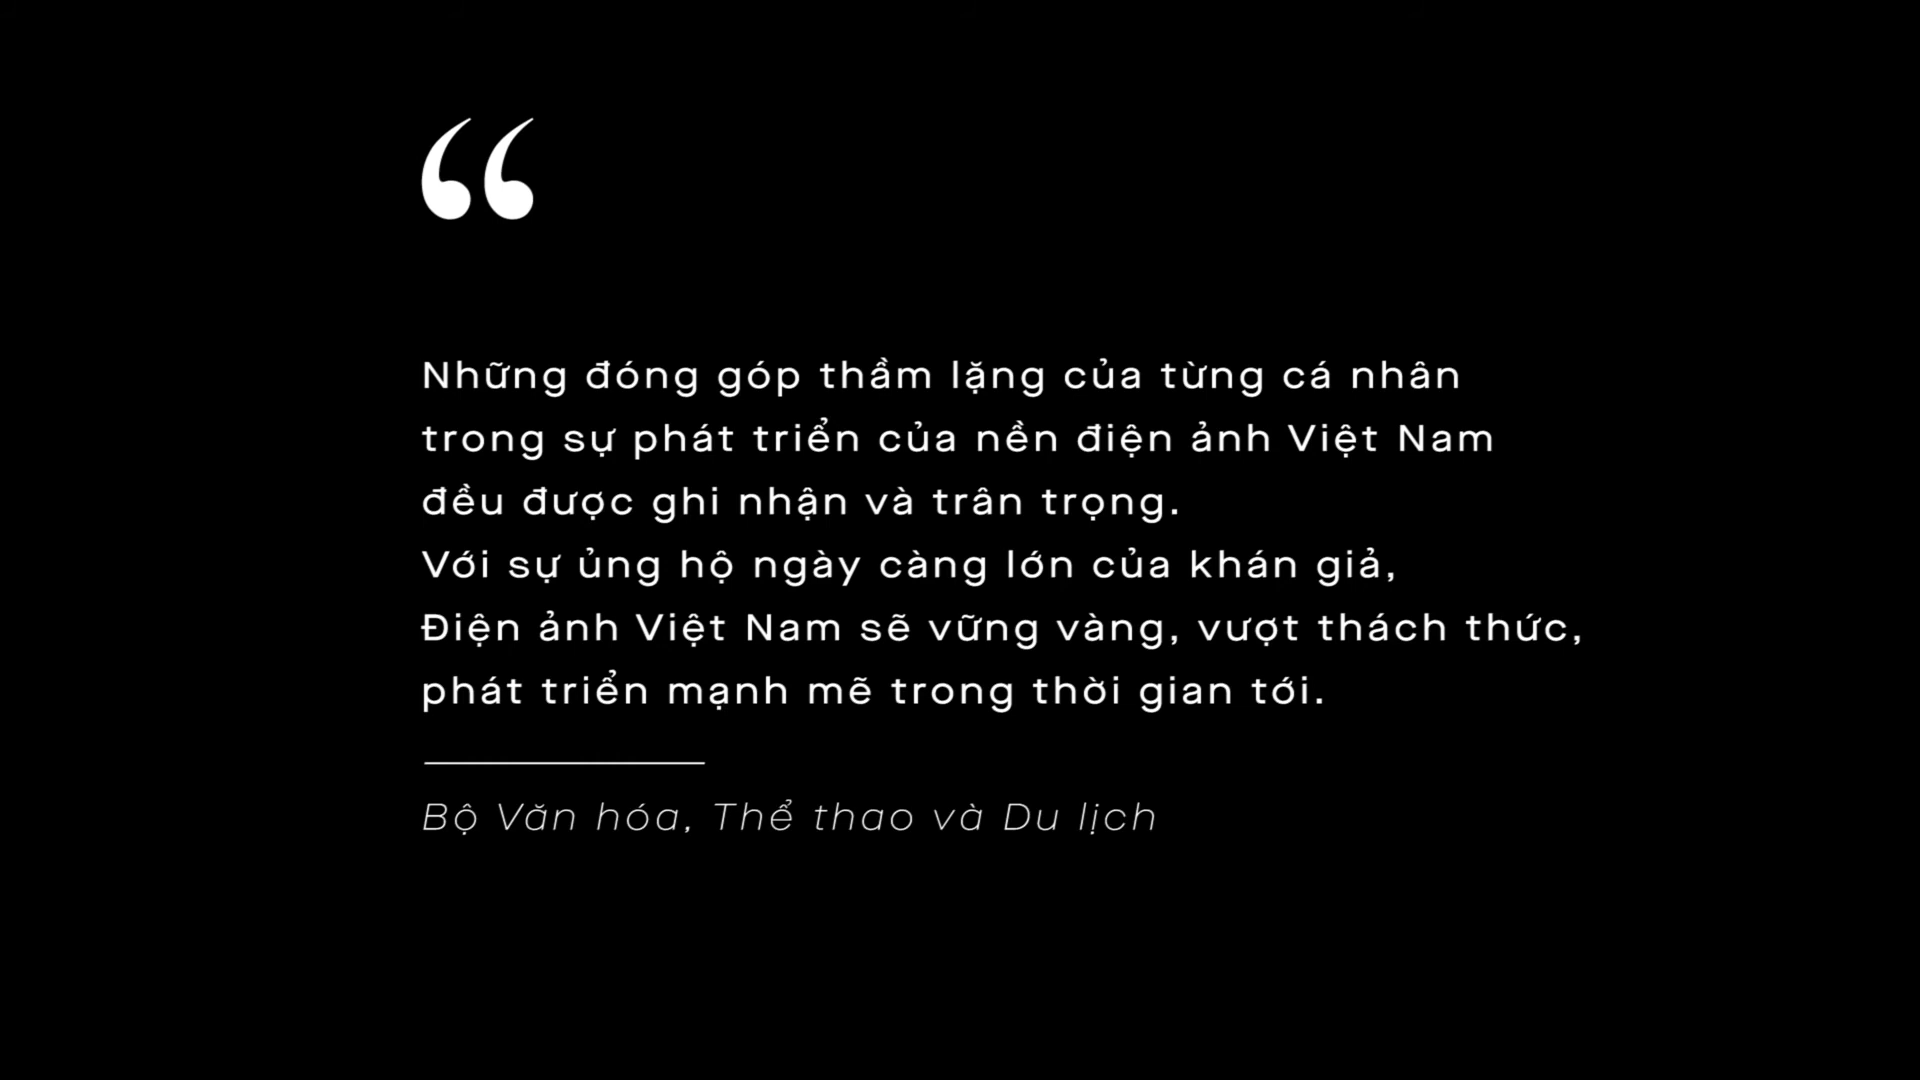 “
Những đóng góp thầm lặng của từng cá nhân
trong sự phát triển của nền điện ảnh Việt Nam
đều được ghi nhận và trân trọng.
Với sự ủng hộ ngày càng lớn của khán giả,
Điện ảnh Việt Nam sẽ vững vàng, vượt thách thức,
phát triển mạnh mẽ trong thời gian tới.
Bộ Văn hóa, Thể thao và Du lịch